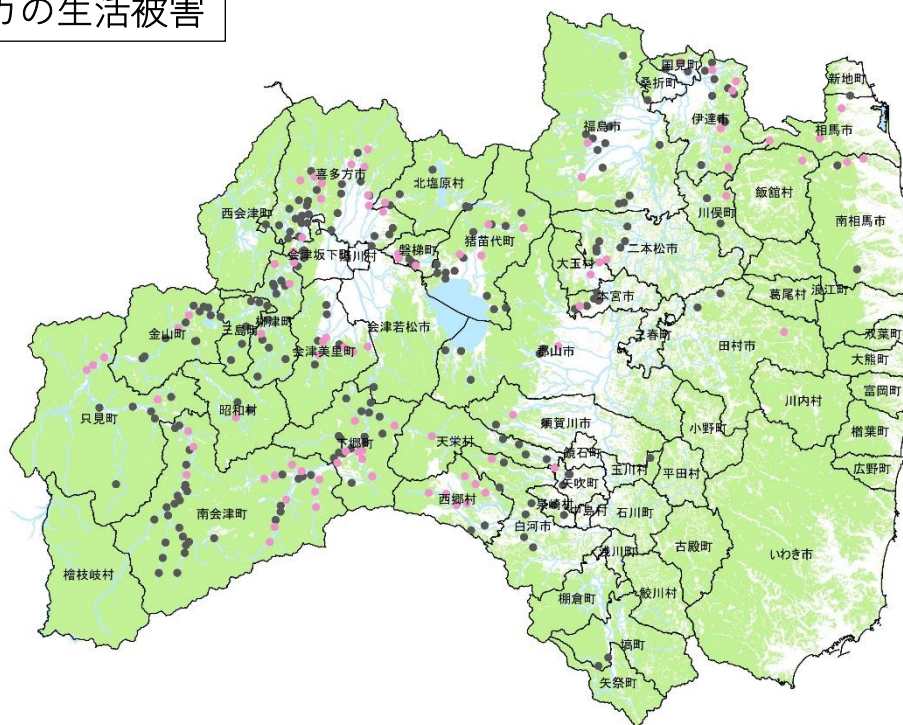 の生活被害
国見町
桑折町
新地町
福島市
伊達市
相馬市
喜多方市
北塩原村
飯舘村
西会津町
川俣町
南相馬市
猪苗代町
二本松市
会津坂下町
湯川村
磐梯町
大玉村
本宮市
葛尾村
浪江町
金山町
三島町
柳津町
会津若松市
双葉町
会津美里町
郡山市
三春町
田村市
大熊町
川内村
富岡町
只見町
昭和村
小野町
楢葉町
下郷町
天栄村
須賀川市
鏡石町
玉川村
平田村
広野町
矢吹町
西郷村
泉崎村
中島村
石川町
南会津町
白河市
古殿町
いわき市
浅川町
檜枝岐村
棚倉町
鮫川村
塙町
矢祭町